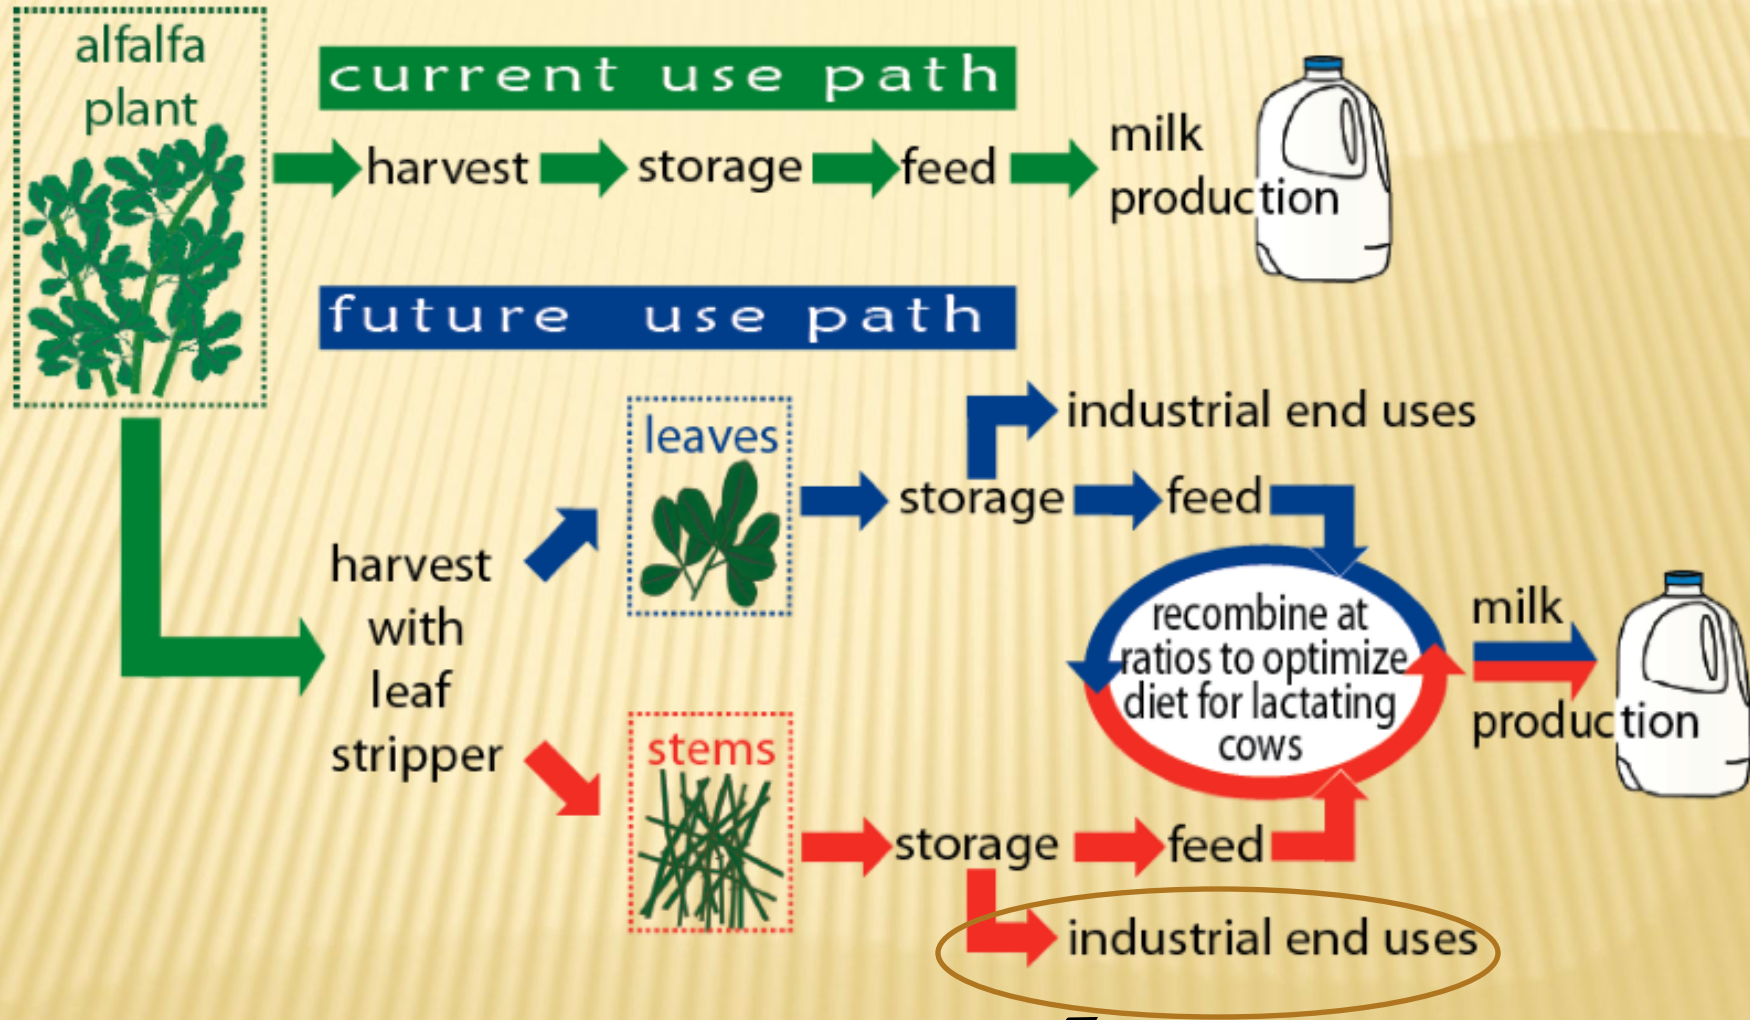 alfalfa
plant
current use path
harvest
storage
feed
milk
production
future use path
leaves
industrial end uses
storage
feed
harvest
with
leaf
stripper
recombine at
ratios to optimize
diet for lactating
cows
milk
production
stems
storage
feed
industrial end uses